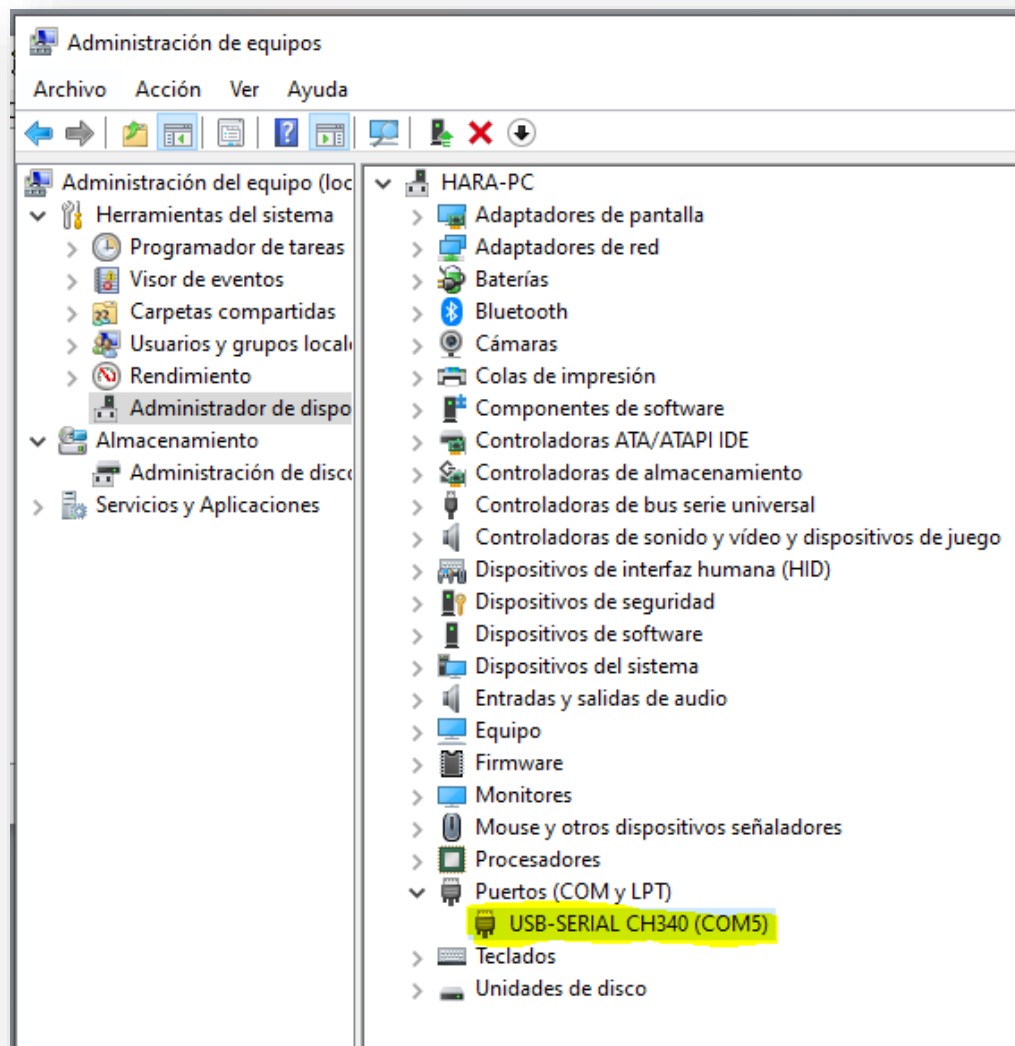 Administración de equipos
Archivo Acción Ver Ayuda
Administración del equipo (loc
Herramientas del sistema
Programador de tareas
Visor de eventos
Carpetas compartidas
Usuarios y grupos locale
Rendimiento
Administrador de dispo
Almacenamiento
Administración de disco
Servicios y Aplicaciones
HARA-PC
Adaptadores de pantalla
Adaptadores de red
Baterías
Bluetooth
Cámaras
Colas de impresión
Componentes de software
Controladoras ATA/ATAPI IDE
Controladoras de almacenamiento
Controladoras de bus serie universal
Controladoras de sonido y vídeo y dispositivos de juego
Dispositivos de interfaz humana (HID)
Dispositivos de seguridad
Dispositivos de software
Dispositivos del sistema
Entradas y salidas de audio
Equipo
Firmware
Monitores
Mouse y otros dispositivos señaladores
Procesadores
Puertos (COM y LPT)
USB-SERIAL CH340 (COM5)
Teclados
Unidades de disco